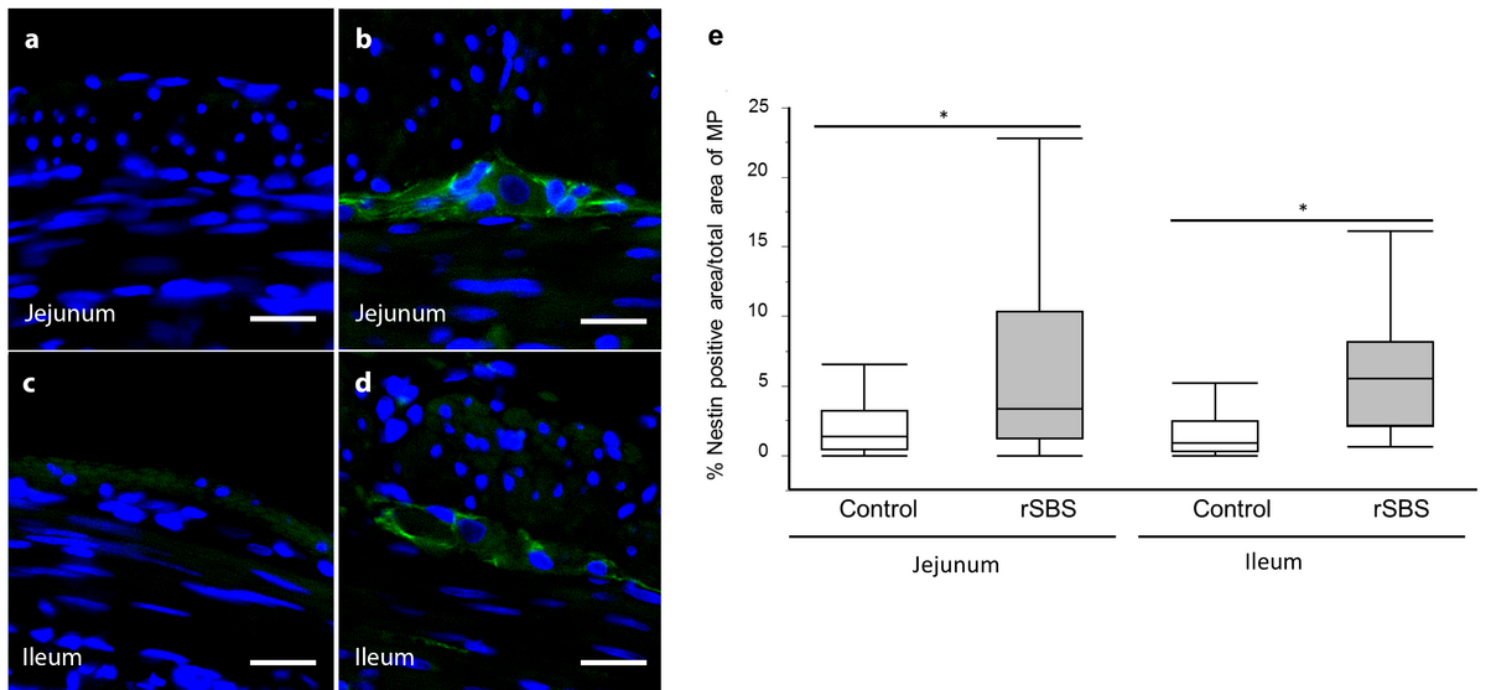 a
b
Jejunum
Jejunum
c
d
Ileum
Ileum
e
% Nestin positive area/total area of MP
25
20
15
10
5
0
*
*
Control
rSBS
Control
rSBS
Jejunum
Ileum